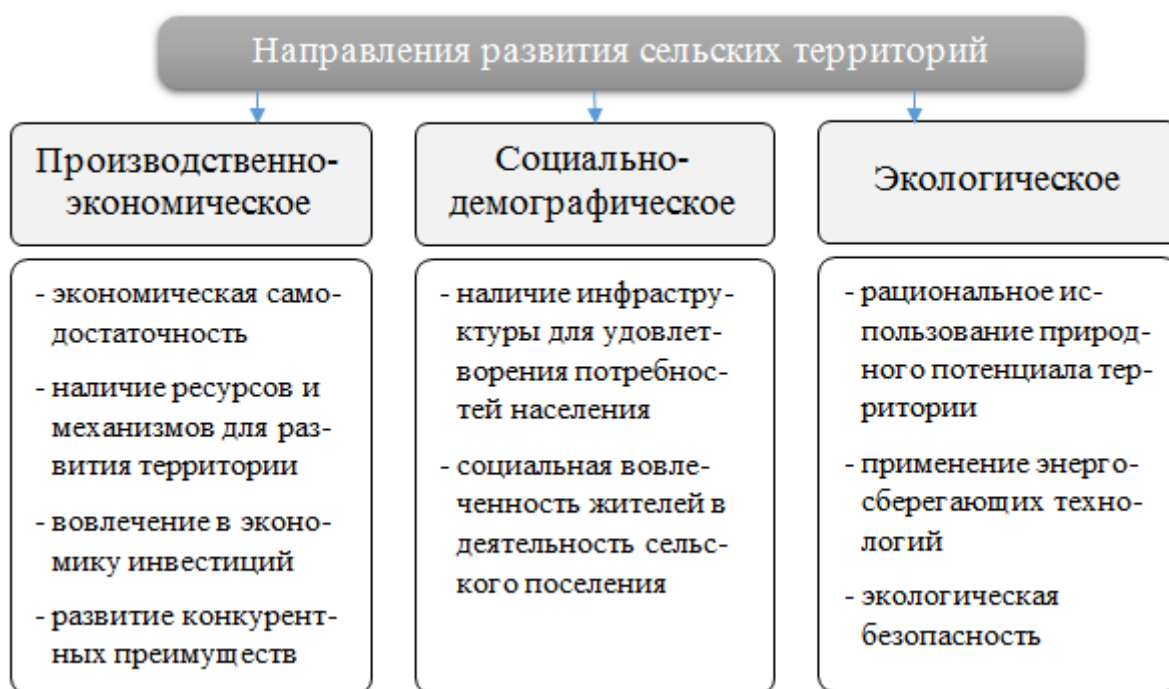 Направления развития сельских территорий
Производственно-
экономическое
- экономическая само-
достаточность
- наличие ресурсов и
механизмов для раз-
вития территории
- вовлечение в эконо-
мику инвестиций
- развитие конкурент-
ных преимуществ
Социально-
демографическое
- наличие инфрастру-
ктуры для удовлет-
ворения потребнос-
тей населения
- социальная вовле-
ченность жителей в
деятельность сельс-
кого поселения
Экологическое
- рациональное ис-
пользование природ-
ного потенциала тер-
ритории
- применение энерго-
сберегающих техно-
логий
- экологическая
безопасность